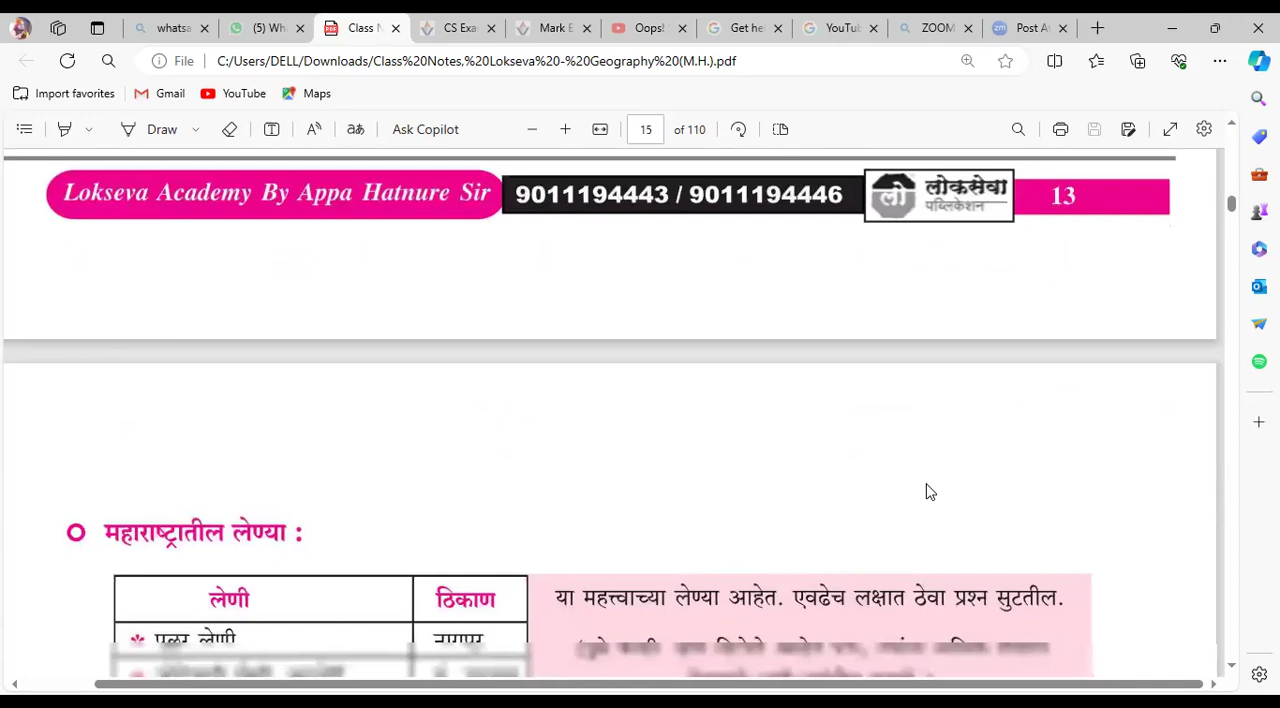 whatsa
(5) Wh
Class N
CS Exa
Mark E
Oops!
Get he
YouTub
ZOOM
Post A
File
C:/Users/DELL/Downloads/Class%20Notes,%20Lokseva%20-%20Geography%20(M.H.).pdf
Import favorites
Gmail
YouTube
Maps
Draw
Ask Copilot
15 of 110
Lokseva Academy By Appa Hatnure Sir
9011194443 / 9011194446
लोकसेवा
पब्लिकेशन
13
महाराष्ट्रातील लेण्या :
लेणी ठिकाण
या महत्त्वाच्या लेण्या आहेत. एवढेच लक्षात ठेवा प्रश्न सुटतील.
लेणी नागपूर